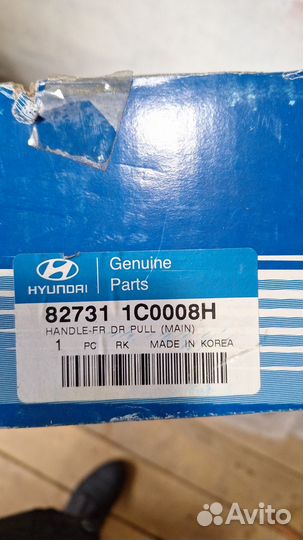 HYUNDAI
Genuine
Parts
82731 1C0008H
HANDLE-FR DR PULL (MAIN)
1 PC RK MADE IN KOREA
Avito